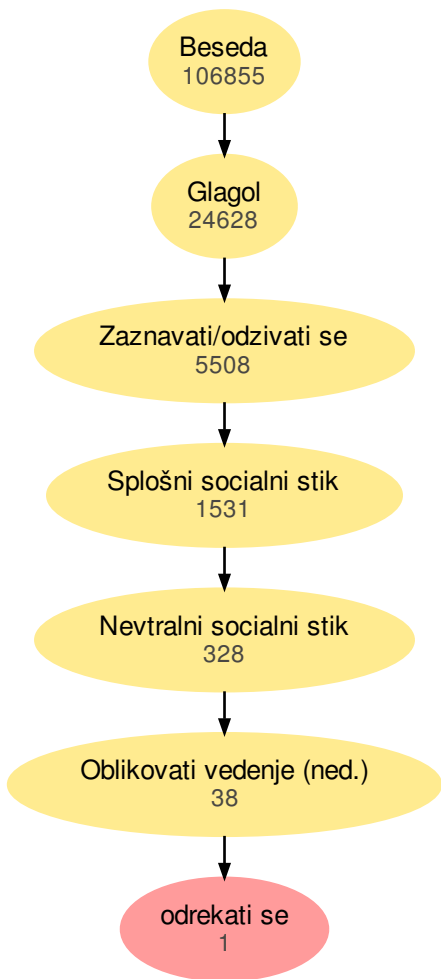 Beseda
106855
Glagol
24628
Zaznavati/odzivati se
5508
Splošni socialni stik
1531
Nevtralni socialni stik
328
Oblikovati vedenje (ned.)
38
odrekati se
1